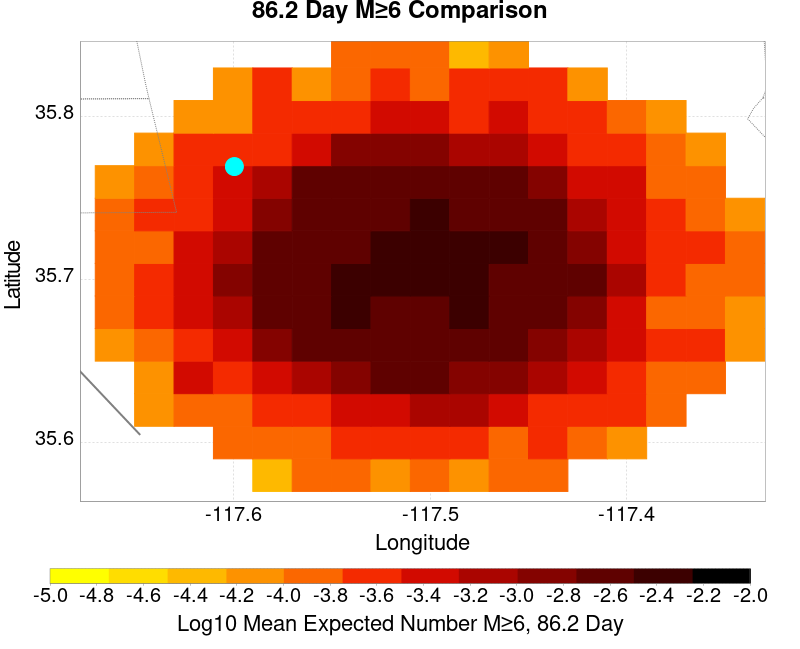 86.2 Day M≥6 Comparison
35.8
35.7
35.6
Latitude
-117.6 -117.5 -117.4
Longitude
-5.0 -4.8 -4.6 -4.4 -4.2 -4.0 -3.8 -3.6 -3.4 -3.2 -3.0 -2.8 -2.6 -2.4 -2.2 -2.0
Log10 Mean Expected Number M≥6, 86.2 Day